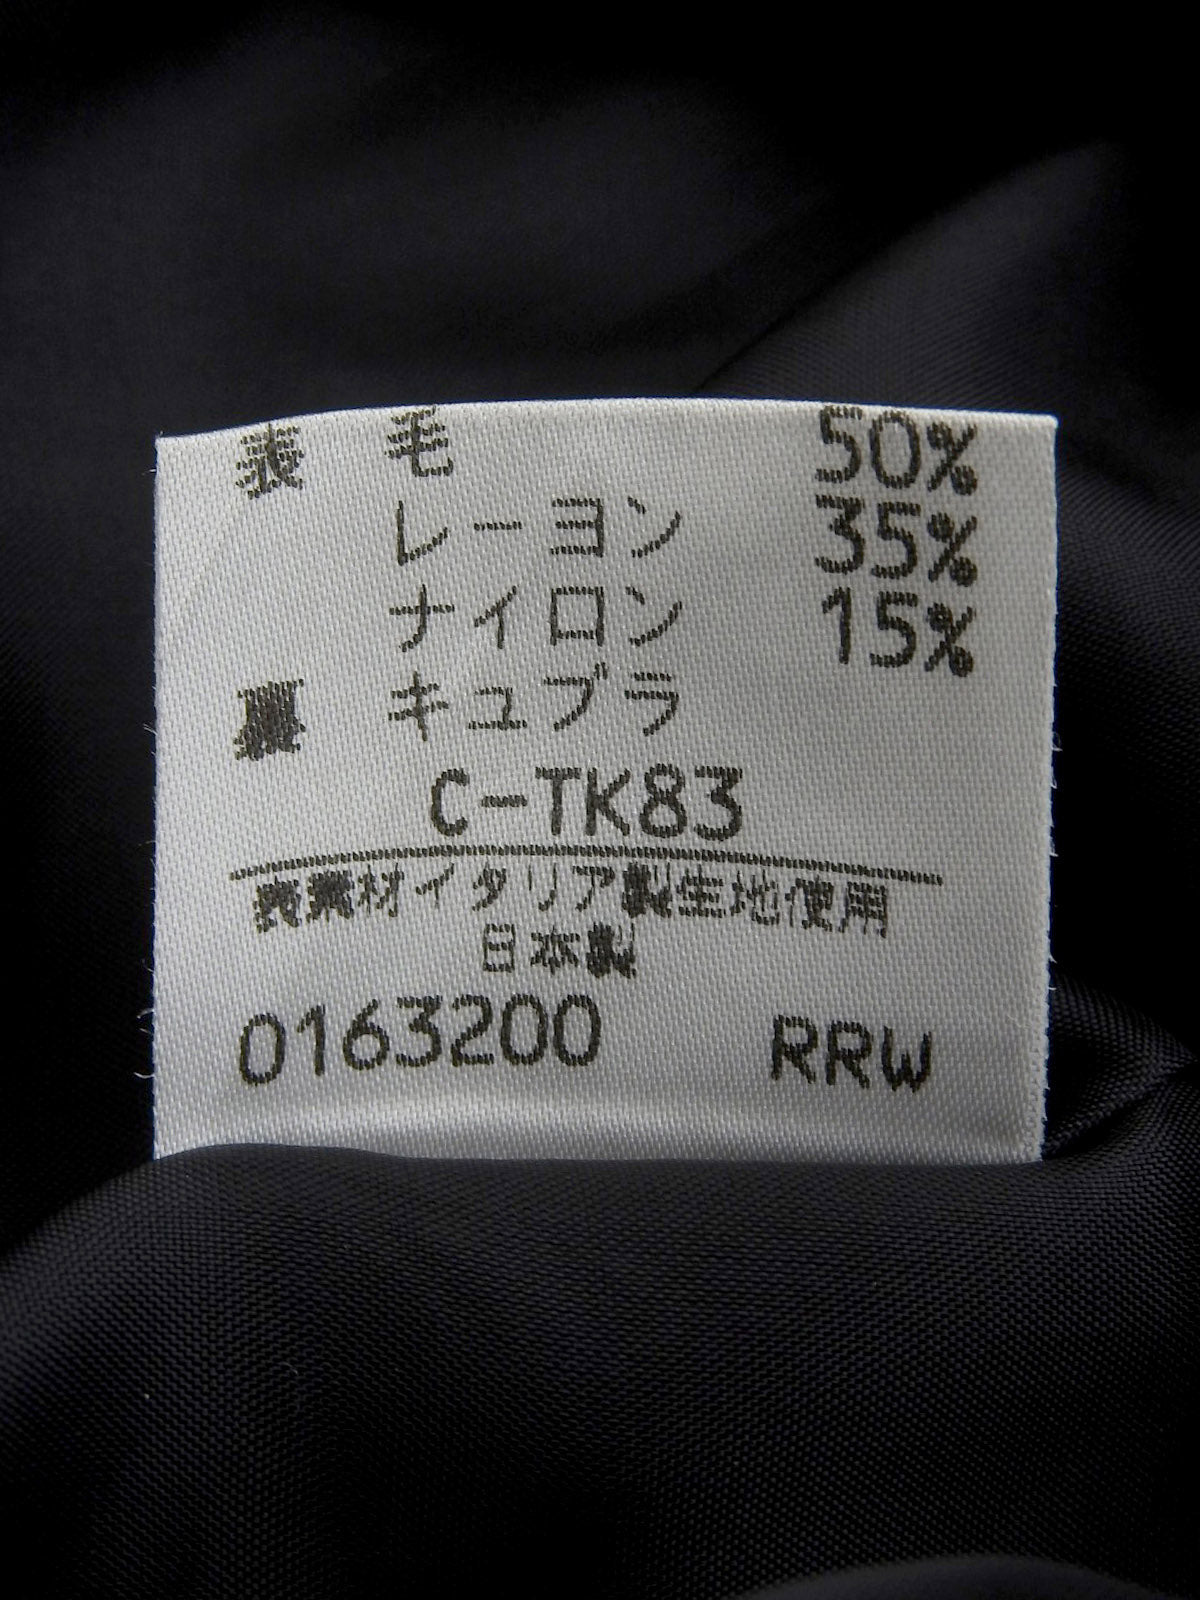 表 毛 50%
レーヨン 35%
ナイロン 15%
裏 キュプラ
C-TK83
表素材イタリア製生地使用
日本製
0163200 RRW